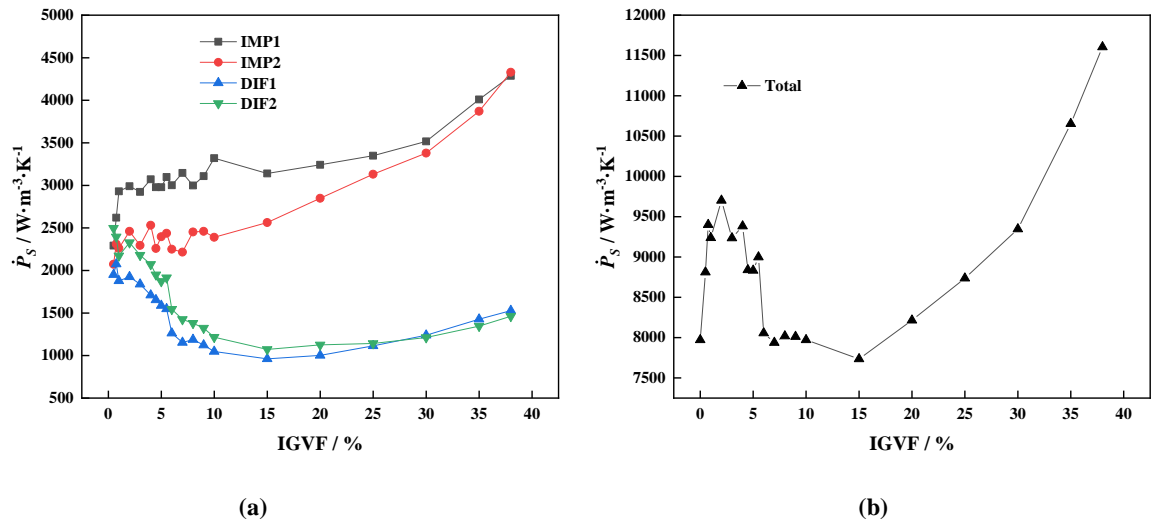 5000
4500
4000
3500
3000
2500
2000
1500
1000
500
Ṗ_S / W·m⁻³·K⁻¹
IMP1
IMP2
DIF1
DIF2
0 5 10 15 20 25 30 35 40
IGVF / %
(a)
12000
11500
11000
10500
10000
9500
9000
8500
8000
7500
Ṗ_S / W·m⁻³·K⁻¹
Total
0 5 10 15 20 25 30 35 40
IGVF / %
(b)